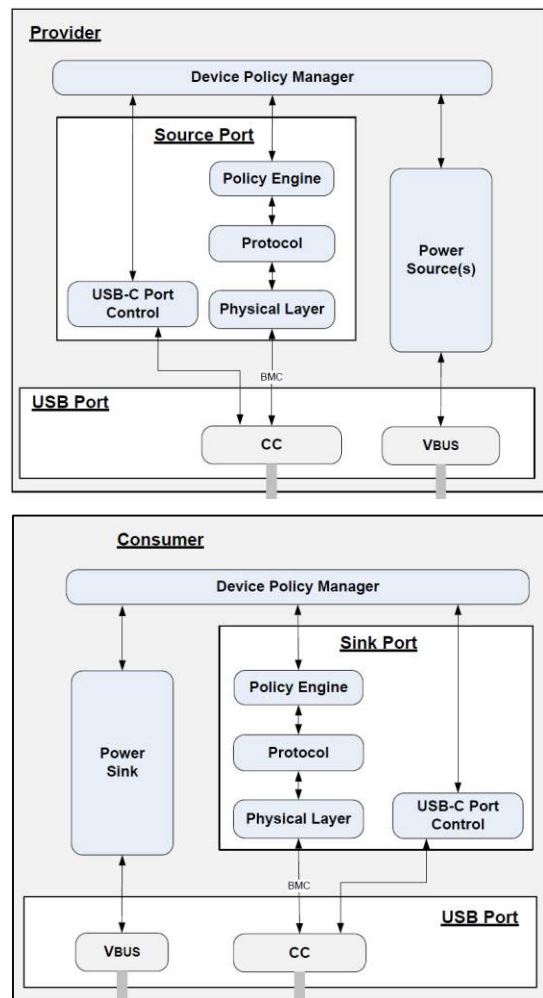 Provider
Device Policy Manager
Source Port
Policy Engine
Protocol
Power
Source(s)
USB-C Port
Control
Physical Layer
BMC
USB Port
CC
VBUS
Consumer
Device Policy Manager
Sink Port
Policy Engine
Power
Sink
Protocol
Physical Layer
USB-C Port
Control
BMC
USB Port
VBUS
CC